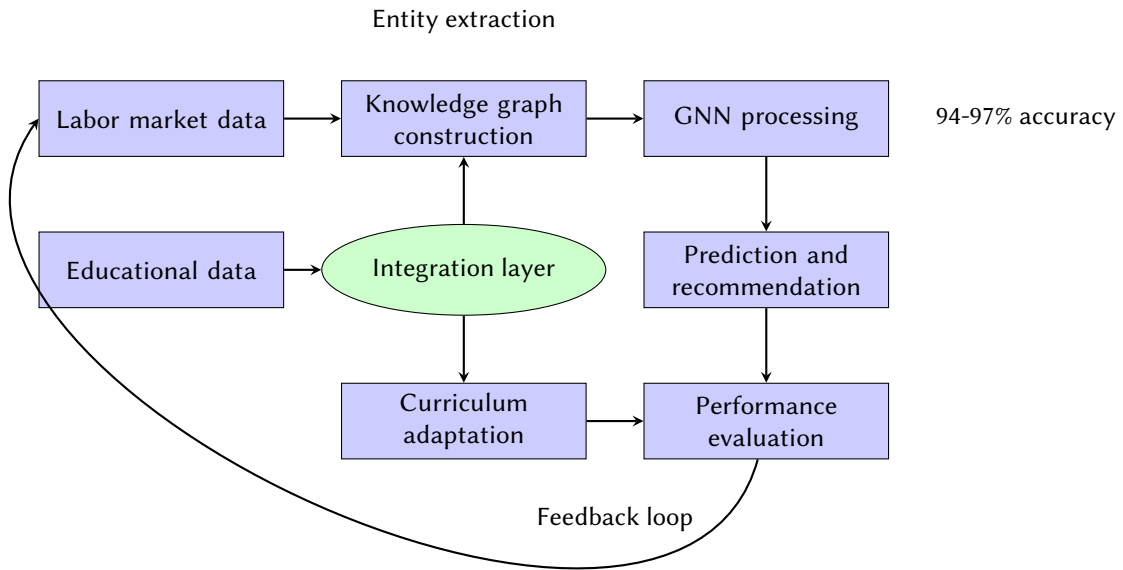 Entity extraction
Labor market data
Knowledge graph
construction
GNN processing
94-97% accuracy
Educational data
Integration layer
Prediction and
recommendation
Curriculum
adaptation
Performance
evaluation
Feedback loop